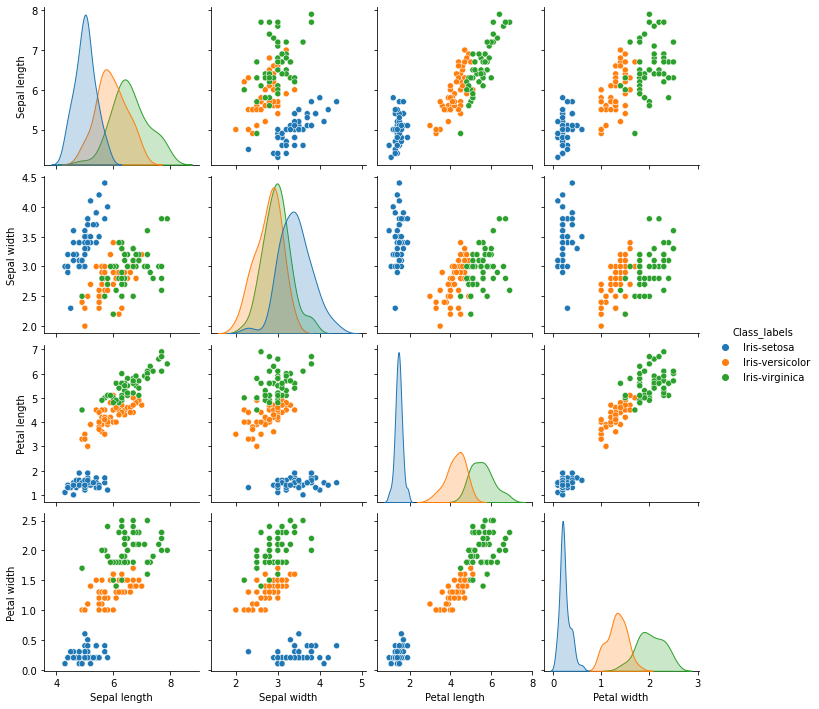 8
7
6
5
Sepal length
4.5
4.0
3.5
3.0
2.5
2.0
Sepal width
Class_labels
Iris-setosa
Iris-versicolor
Iris-virginica
7
6
5
4
3
2
1
Petal length
2.5
2.0
1.5
1.0
0.5
0.0
Petal width
4 6 8
Sepal length
2 3 4 5
Sepal width
2 4 6 8
Petal length
0 1 2 3
Petal width